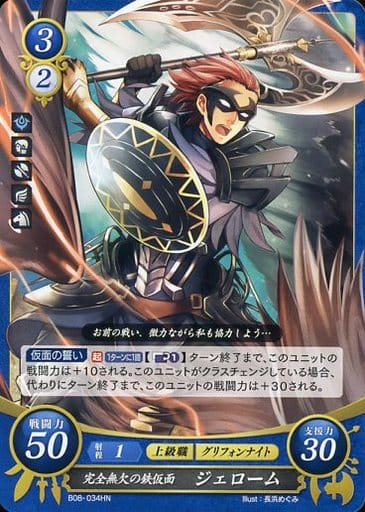 3
2
お前の戦い、微力ながら私も協力しよう…
仮面の誓い 起 1ターンに1回【P1】ターン終了まで、このユニットの
戦闘力は+10される。このユニットがクラスチェンジしている場合、
代わりにターン終了まで、このユニットの戦闘力は+30される。
戦闘力
50
射程 1
上級職
グリフォンナイト
支援力
30
完全無欠の鉄仮面 ジェローム
B08-034HN
Illust：長浜めぐみ